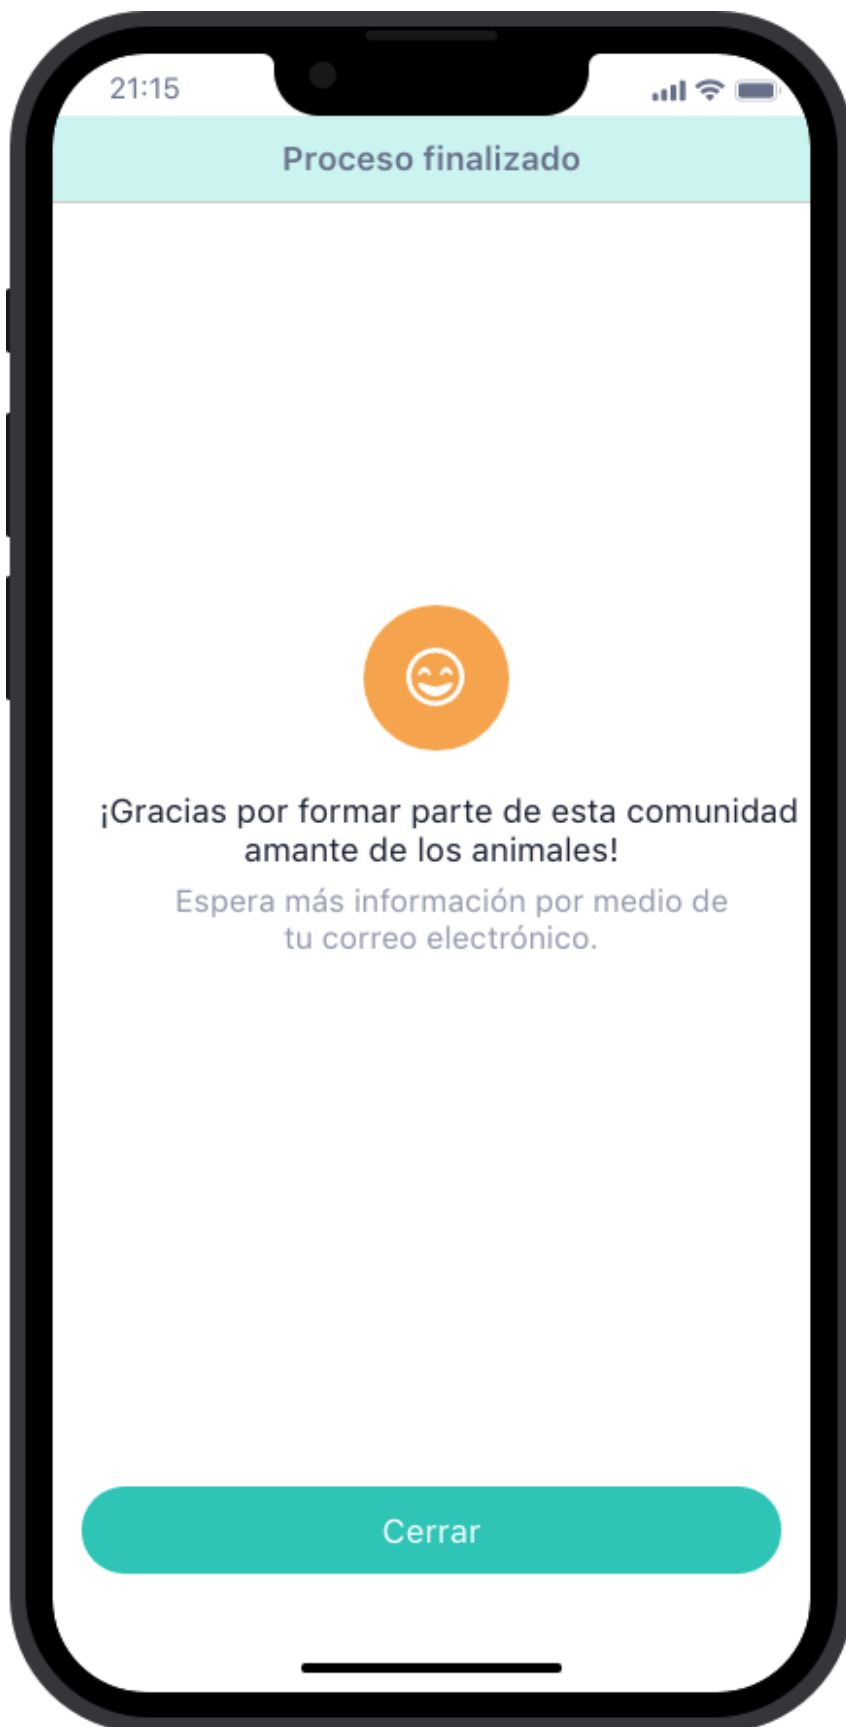 21:15
Proceso finalizado
¡Gracias por formar parte de esta comunidad
amante de los animales!
Espera más información por medio de
tu correo electrónico.
Cerrar